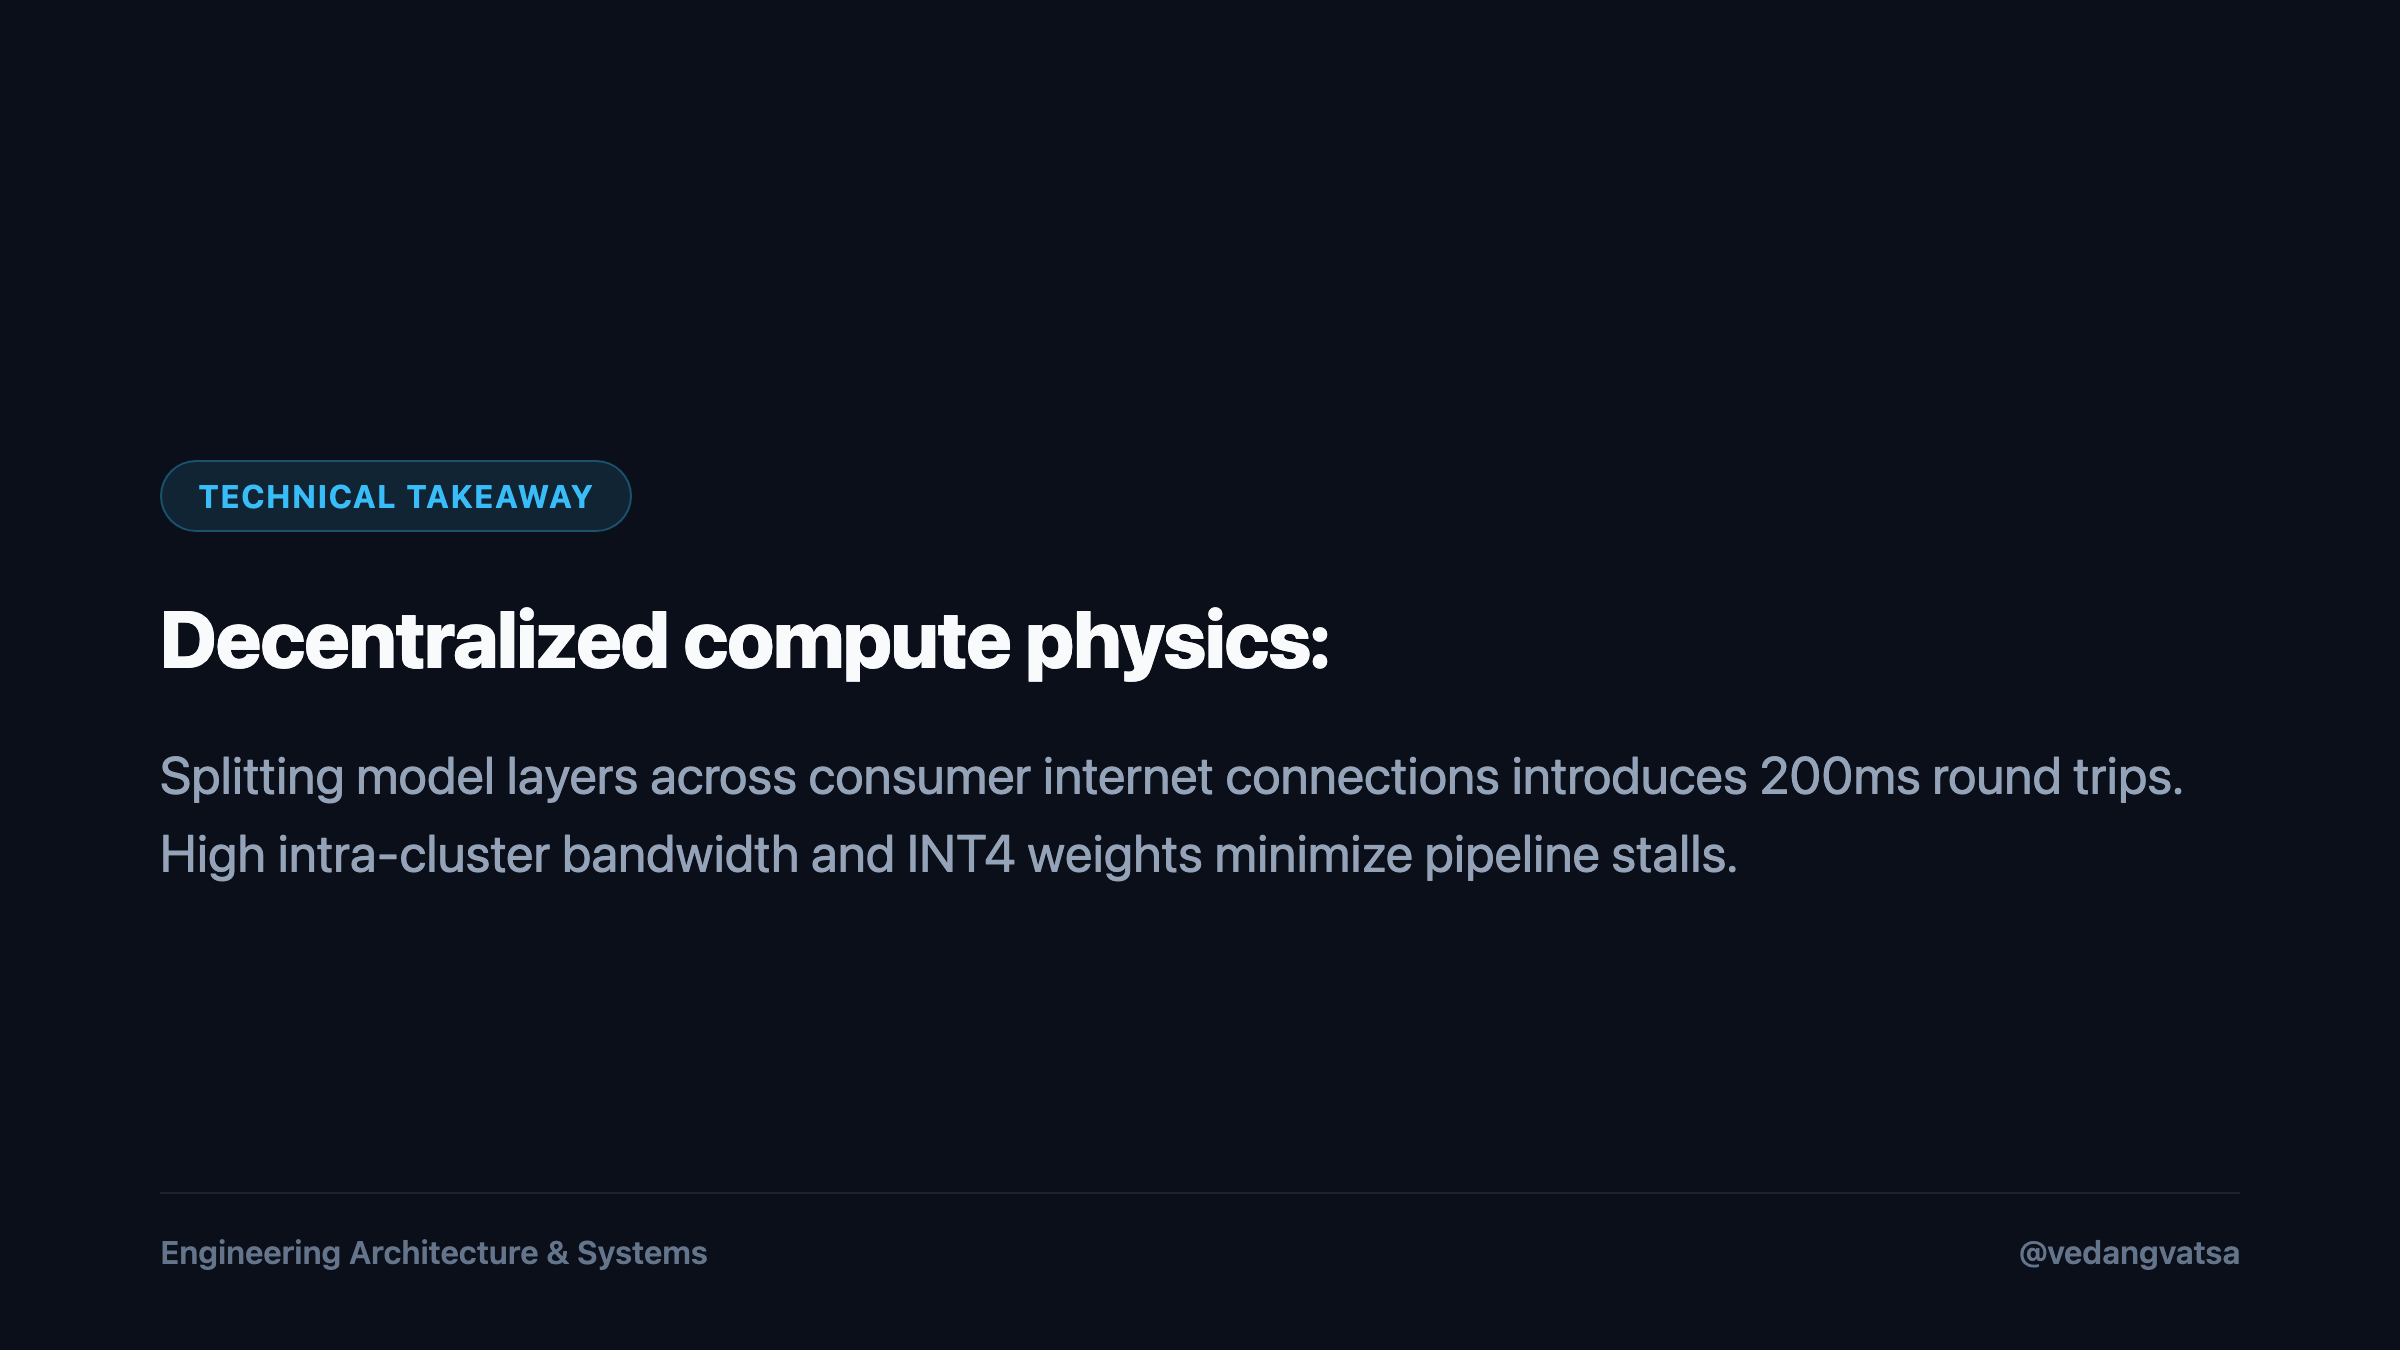 TECHNICAL TAKEAWAY
Decentralized compute physics:
Splitting model layers across consumer internet connections introduces 200ms round trips.
High intra-cluster bandwidth and INT4 weights minimize pipeline stalls.
Engineering Architecture & Systems
@vedangvatsa